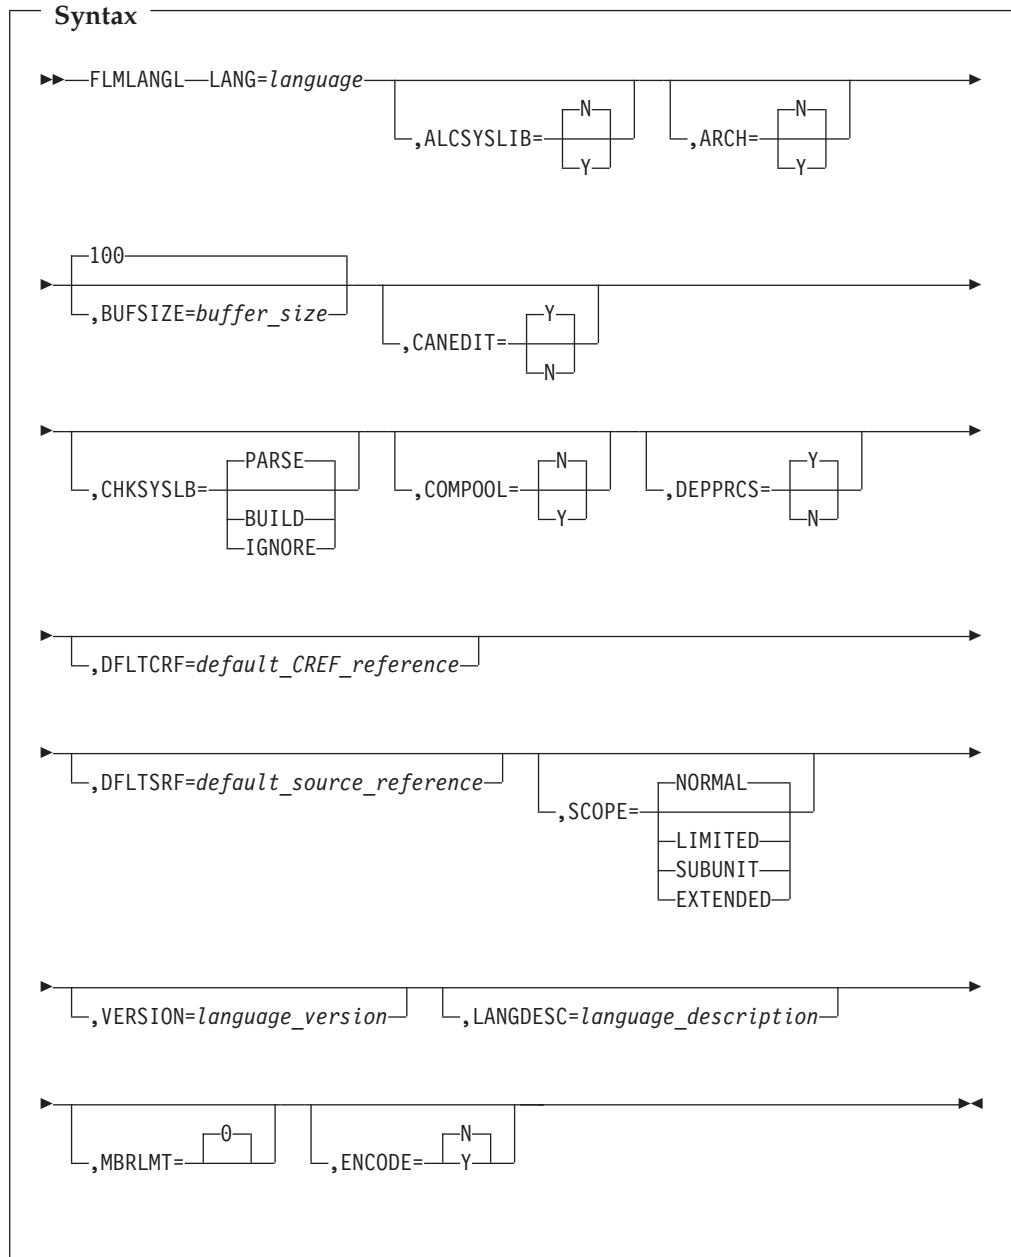 Syntax
FLMLANGL LANG=language
N N
,ALCSYSLIB= ,ARCH=
Y Y
100
,BUFSIZE=buffer_size Y
,CANEDIT=
N
PARSE N Y
,CHKSYSLB= ,COMPOOL= ,DEPPRCS=
BUILD Y N
IGNORE
,DFLTCRF=default_CREF_reference
,DFLTSRF=default_source_reference NORMAL
,SCOPE=
LIMITED
SUBUNIT
EXTENDED
,VERSION=language_version ,LANGDESC=language_description
0 N
,MBRLMT= ,ENCODE= Y